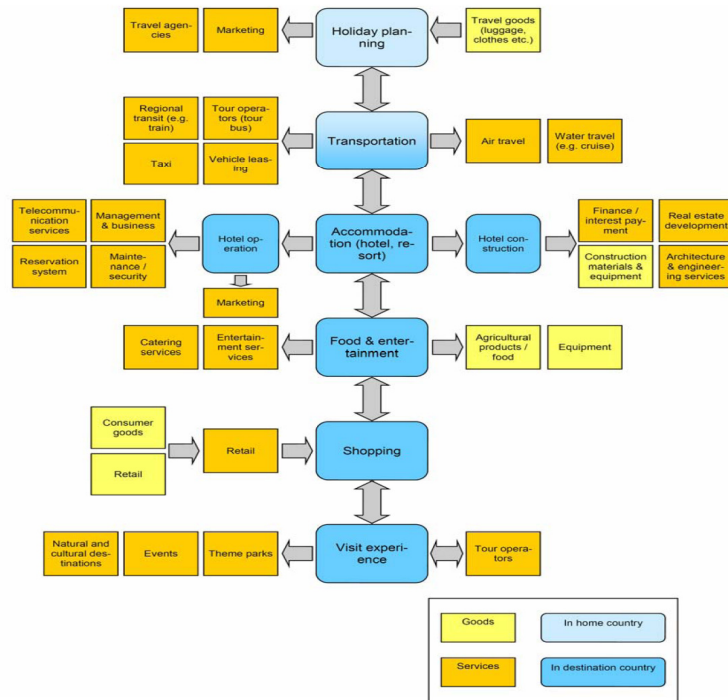 Travel agen-
cies
Marketing
Holiday plan-
ning
Travel goods
(luggage,
clothes etc.)
Regional
transit (e.g.
train)
Tour oper-
ators (tour
bus)
Taxi
Vehicle leas-
ing
Transportation
Air travel
Water travel
(e.g. cruise)
Telecommu-
nication
services
Management
& business
Reservation
system
Mainte-
nance /
security
Hotel op-
eration
Marketing
Accommoda-
tion (hotel, re-
sort)
Hotel con-
struction
Finance /
interest pay-
ment
Real estate
development
Construction
materials &
equipment
Architecture
& engineer-
ing services
Catering
services
Entertain-
ment ser-
vices
Food & enter-
tainment
Agricultural
products /
food
Equipment
Consumer
goods
Retail
Retail
Shopping
Natural and
cultural des-
tinations
Events
Theme parks
Visit experi-
ence
Tour opera-
tors
Goods
In home country
Services
In destination country